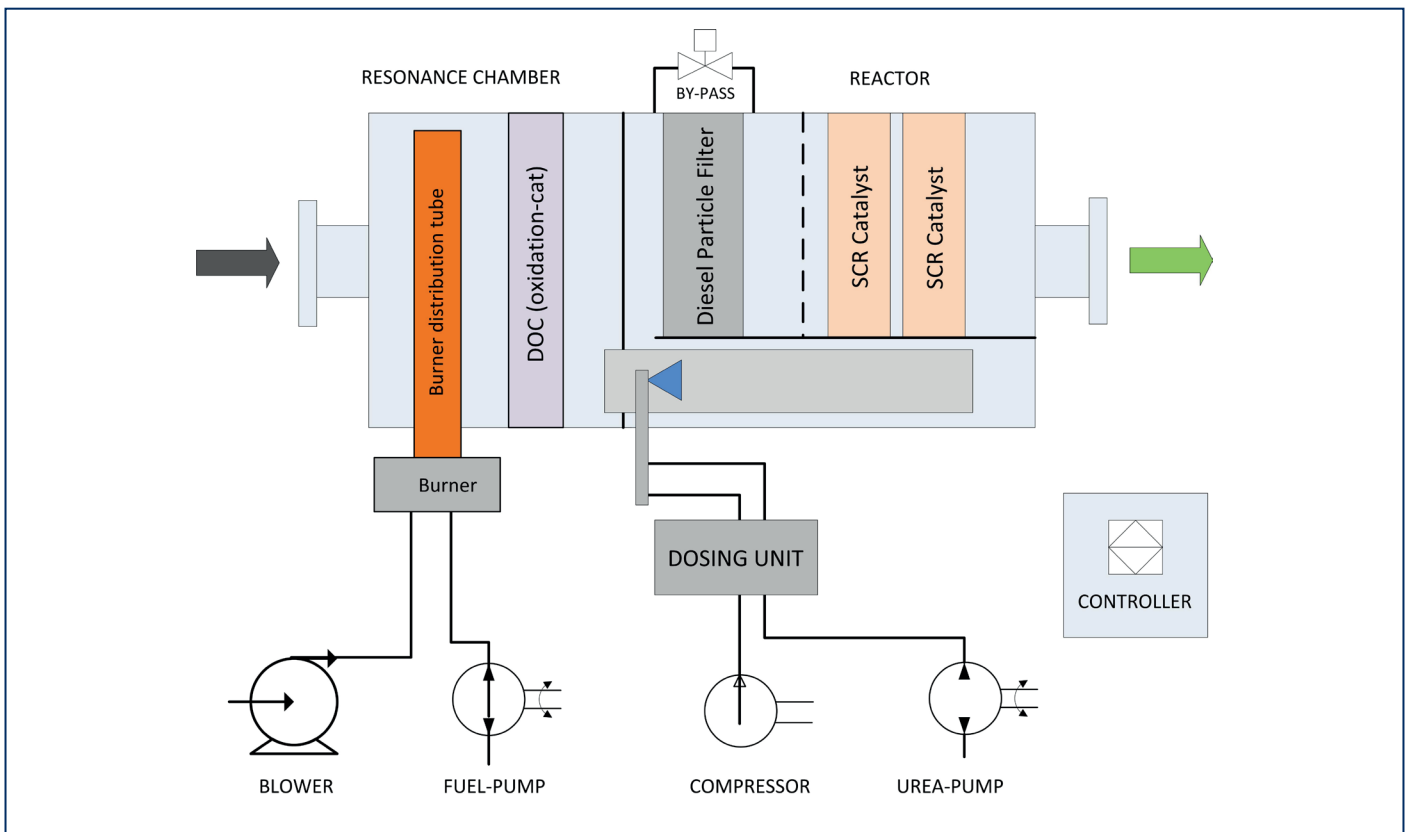 RESONANCE CHAMBER
BY-PASS
REACTOR
Burner distribution tube
DOC (oxidation-cat)
Diesel Particle Filter
SCR Catalyst
SCR Catalyst
Burner
DOSING UNIT
CONTROLLER
BLOWER
FUEL-PUMP
COMPRESSOR
UREA-PUMP